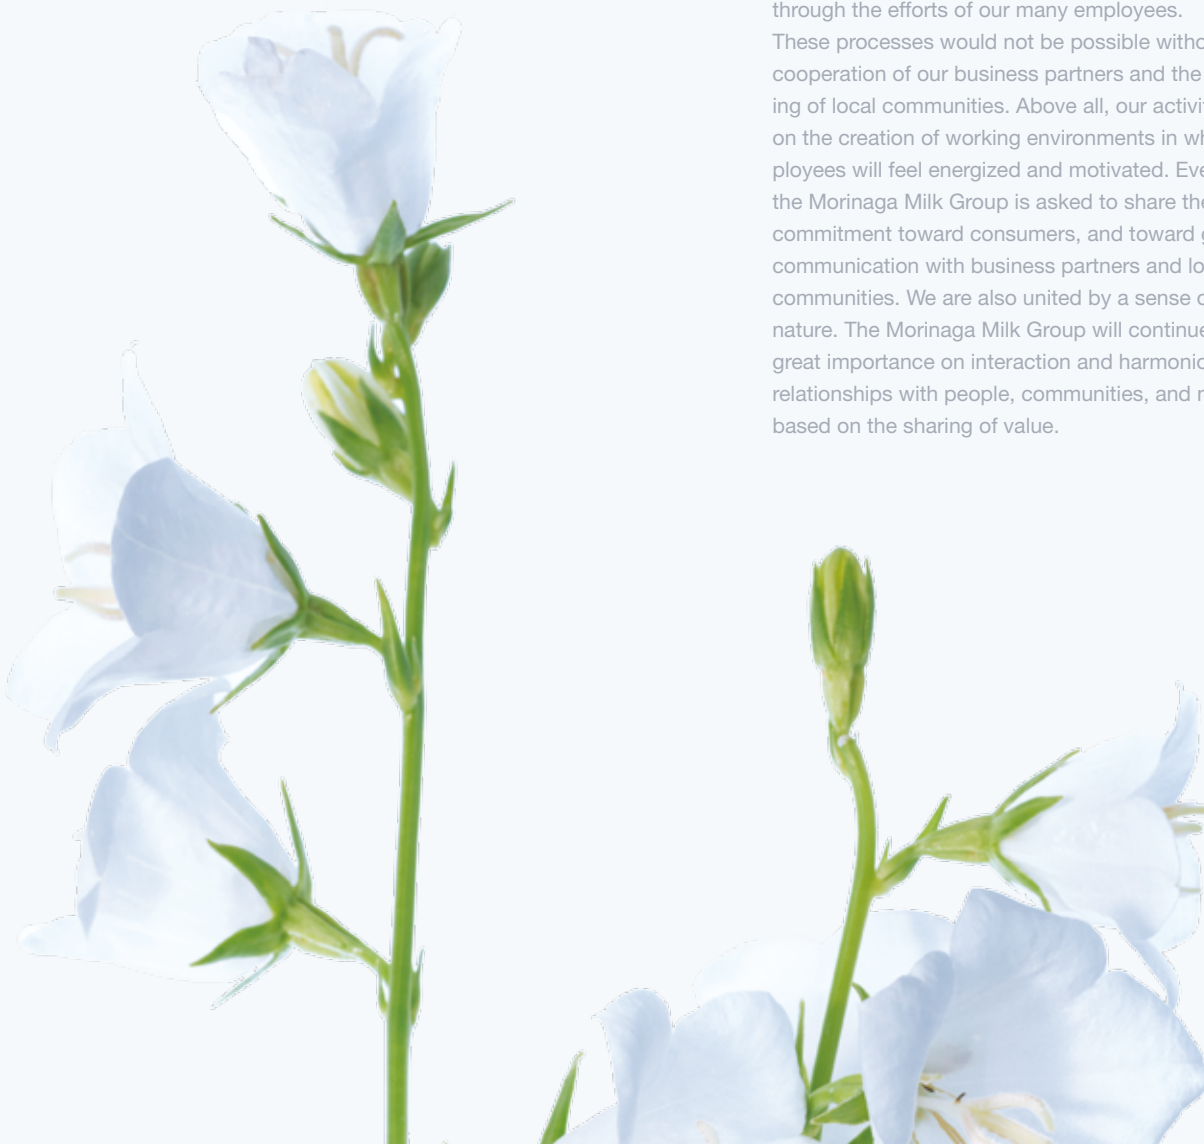 through the efforts of our many employees.
These processes would not be possible witho
cooperation of our business partners and the
ing of local communities. Above all, our activi
on the creation of working environments in w
ployees will feel energized and motivated. Eve
the Morinaga Milk Group is asked to share the
commitment toward consumers, and toward g
communication with business partners and lo
communities. We are also united by a sense o
nature. The Morinaga Milk Group will continue
great importance on interaction and harmonic
relationships with people, communities, and n
based on the sharing of value.